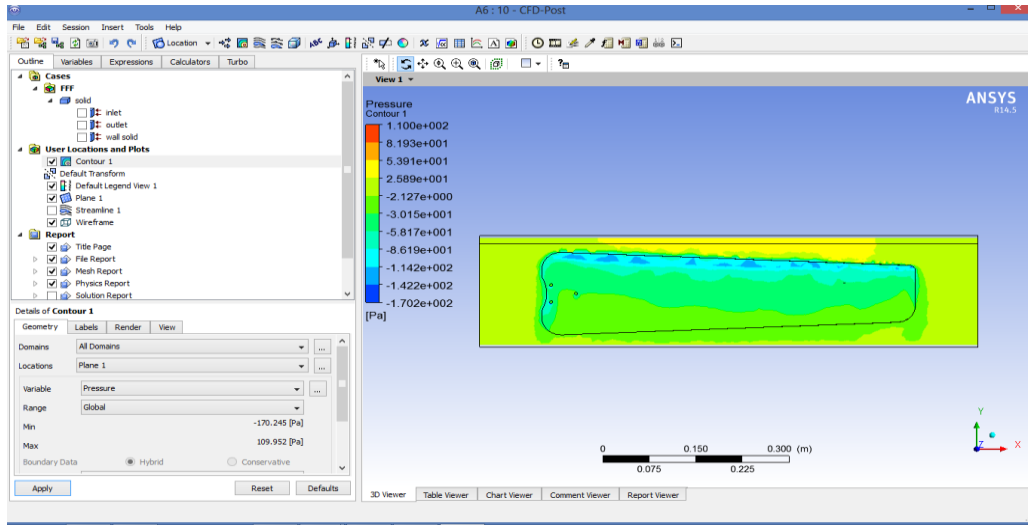 A6 : 10 - CFD-Post
File Edit Session Insert Tools Help
Location
Outline Variables Expressions Calculators Turbo
Cases
FFF
solid
inlet
outlet
wall solid
User Locations and Plots
Contour 1
Default Transform
Default Legend View 1
Plane 1
Streamline 1
Wireframe
Report
Title Page
File Report
Mesh Report
Physics Report
Solution Report
Details of Contour 1
Geometry Labels Render View
Domains All Domains ...
Locations Plane 1 ...
Variable Pressure ...
Range Global
Min -170.245 [Pa]
Max 109.952 [Pa]
Boundary Data Hybrid Conservative
Apply Reset Defaults
View 1
Pressure
Contour 1
1.100e+002
8.193e+001
5.391e+001
2.589e+001
-2.127e+000
-3.015e+001
-5.817e+001
-8.619e+001
-1.142e+002
-1.422e+002
-1.702e+002
[Pa]
ANSYS
R14.5
0 0.150 0.300 (m)
0.075 0.225
Y
Z X
3D Viewer Table Viewer Chart Viewer Comment Viewer Report Viewer